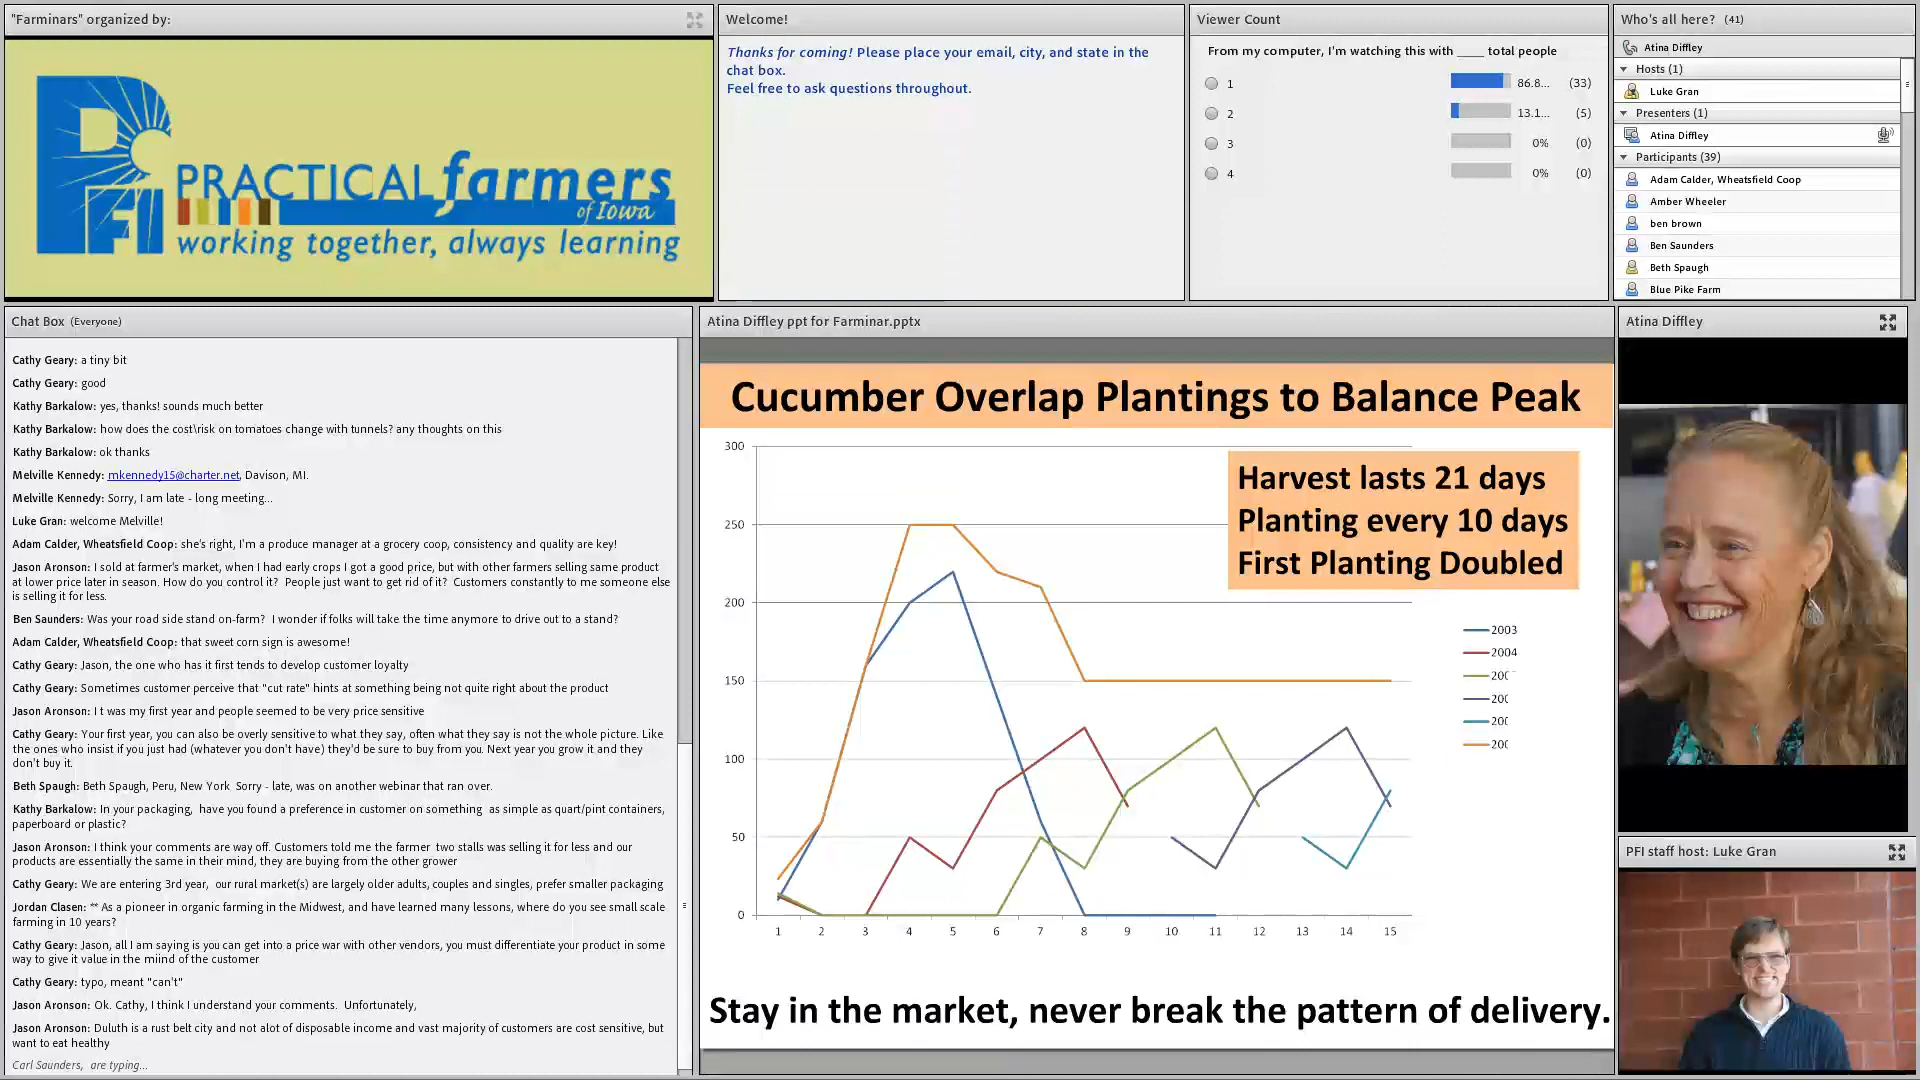 "Farminars" organized by:
PRACTICAL farmers
of Iowa
working together, always learning
Welcome!
Thanks for coming! Please place your email, city, and state in the
chat box.
Feel free to ask questions throughout.
Viewer Count
From my computer, I'm watching this with ____ total people
1 86.8... (33)
2 13.1... (5)
3 0% (0)
4 0% (0)
Who's all here? (41)
Atina Diffley
Hosts (1)
Luke Gran
Presenters (1)
Atina Diffley
Participants (39)
Adam Calder, Wheatsfield Coop
Amber Wheeler
ben brown
Ben Saunders
Beth Spaugh
Blue Pike Farm
Chat Box (Everyone)
Cathy Geary: a tiny bit
Cathy Geary: good
Kathy Barkalow: yes, thanks! sounds much better
Kathy Barkalow: how does the cost\risk on tomatoes change with tunnels? any thoughts on this
Kathy Barkalow: ok thanks
Melville Kennedy: mkennedy15@charter.net, Davison, MI.
Melville Kennedy: Sorry, I am late - long meeting...
Luke Gran: welcome Melville!
Adam Calder, Wheatsfield Coop: she's right, I'm a produce manager at a grocery coop, consistency and quality are key!
Jason Aronson: I sold at farmer's market, when I had early crops I got a good price, but with other farmers selling same product
at lower price later in season. How do you control it? People just want to get rid of it? Customers constantly to me someone else
is selling it for less.
Ben Saunders: Was your road side stand on-farm? I wonder if folks will take the time anymore to drive out to a stand?
Adam Calder, Wheatsfield Coop: that sweet corn sign is awesome!
Cathy Geary: Jason, the one who has it first tends to develop customer loyalty
Cathy Geary: Sometimes customer perceive that "cut rate" hints at something being not quite right about the product
Jason Aronson: I t was my first year and people seemed to be very price sensitive
Cathy Geary: Your first year, you can also be overly sensitive to what they say, often what they say is not the whole picture. Like
the ones who insist if you just had (whatever you don't have) they'd be sure to buy from you. Next year you grow it and they
don't buy it.
Beth Spaugh: Beth Spaugh, Peru, New York Sorry - late, was on another webinar that ran over.
Kathy Barkalow: In your packaging, have you found a preference in customer on something as simple as quart/pint containers,
paperboard or plastic?
Jason Aronson: I think your comments are way off. Customers told me the farmer two stalls was selling it for less and our
products are essentially the same in their mind, they are buying from the other grower
Cathy Geary: We are entering 3rd year, our rural market(s) are largely older adults, couples and singles, prefer smaller packaging
Jordan Clasen: ** As a pioneer in organic farming in the Midwest, and have learned many lessons, where do you see small scale
farming in 10 years?
Cathy Geary: Jason, all I am saying is you can get into a price war with other vendors, you must differentiate your product in some
way to give it value in the miind of the customer
Cathy Geary: typo, meant "can't"
Jason Aronson: Ok. Cathy, I think I understand your comments. Unfortunately,
Jason Aronson: Duluth is a rust belt city and not alot of disposable income and vast majority of customers are cost sensitive, but
want to eat healthy
Carl Saunders, are typing...
Atina Diffley ppt for Farminar.pptx
Cucumber Overlap Plantings to Balance Peak
Harvest lasts 21 days
Planting every 10 days
First Planting Doubled
300
250
200
150
100
50
0
1 2 3 4 5 6 7 8 9 10 11 12 13 14 15
2003
2004
200
200
200
200
Stay in the market, never break the pattern of delivery.
Atina Diffley
PFI staff host: Luke Gran